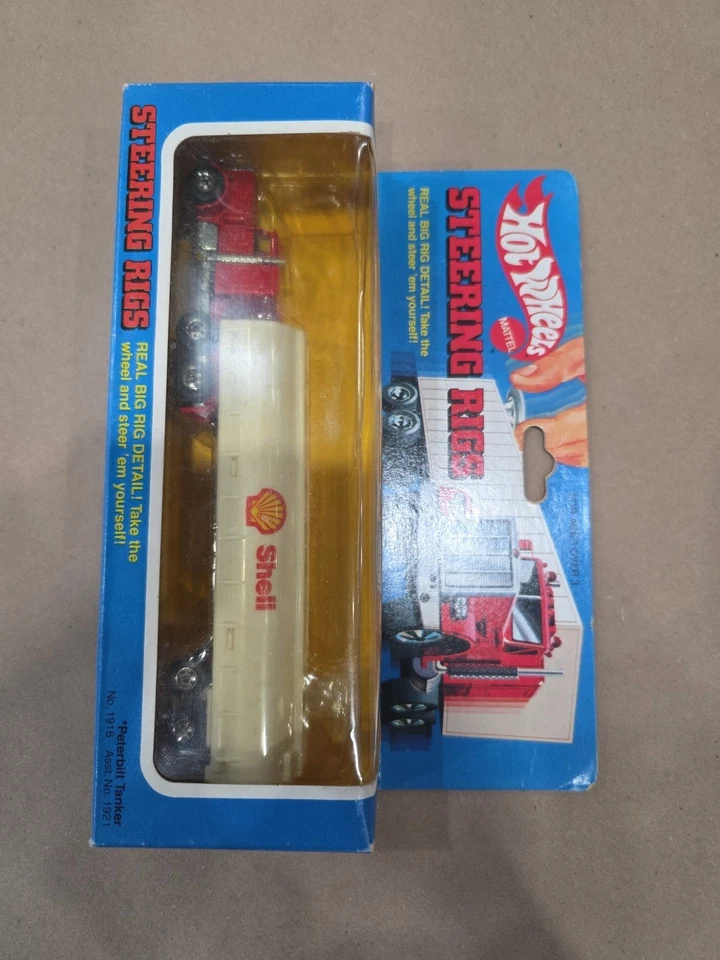 HOT WHEELS
MATTEL
STEERING RIGS
REAL BIG RIG DETAIL! Take the
wheel and steer 'em yourself!
STEERING RIGS
REAL BIG RIG DETAIL! Take the
wheel and steer 'em yourself!
Shell
*Peterbilt Tanker
No. 1916 Asst. No. 1921